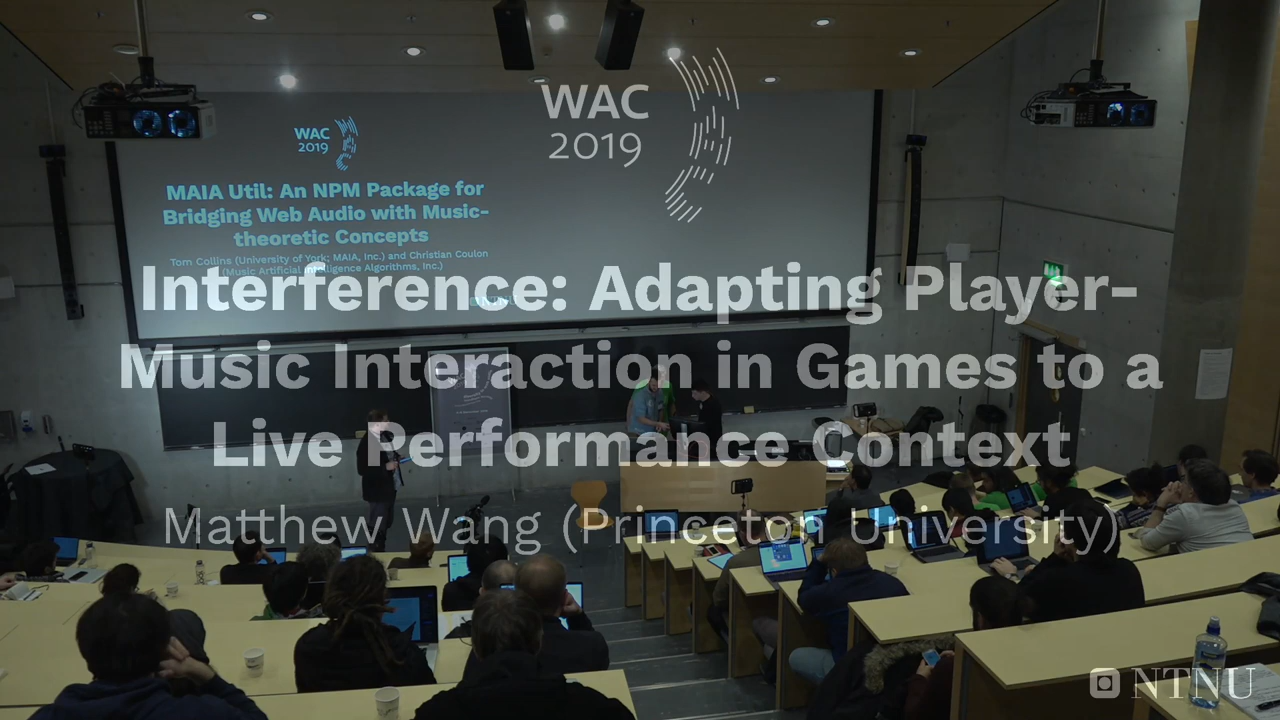 WAC
2019
WAC
2019
MAIA Util: An NPM Package for
Bridging Web Audio with Music-
theoretic Concepts
Tom Collins (University of York; MAIA, Inc.) and Christian Coulon
(Music Artificial Intelligence Algorithms, Inc.)
Interference: Adapting Player-
Music Interaction in Games to a
Live Performance Context
Matthew Wang (Princeton University)
NTNU